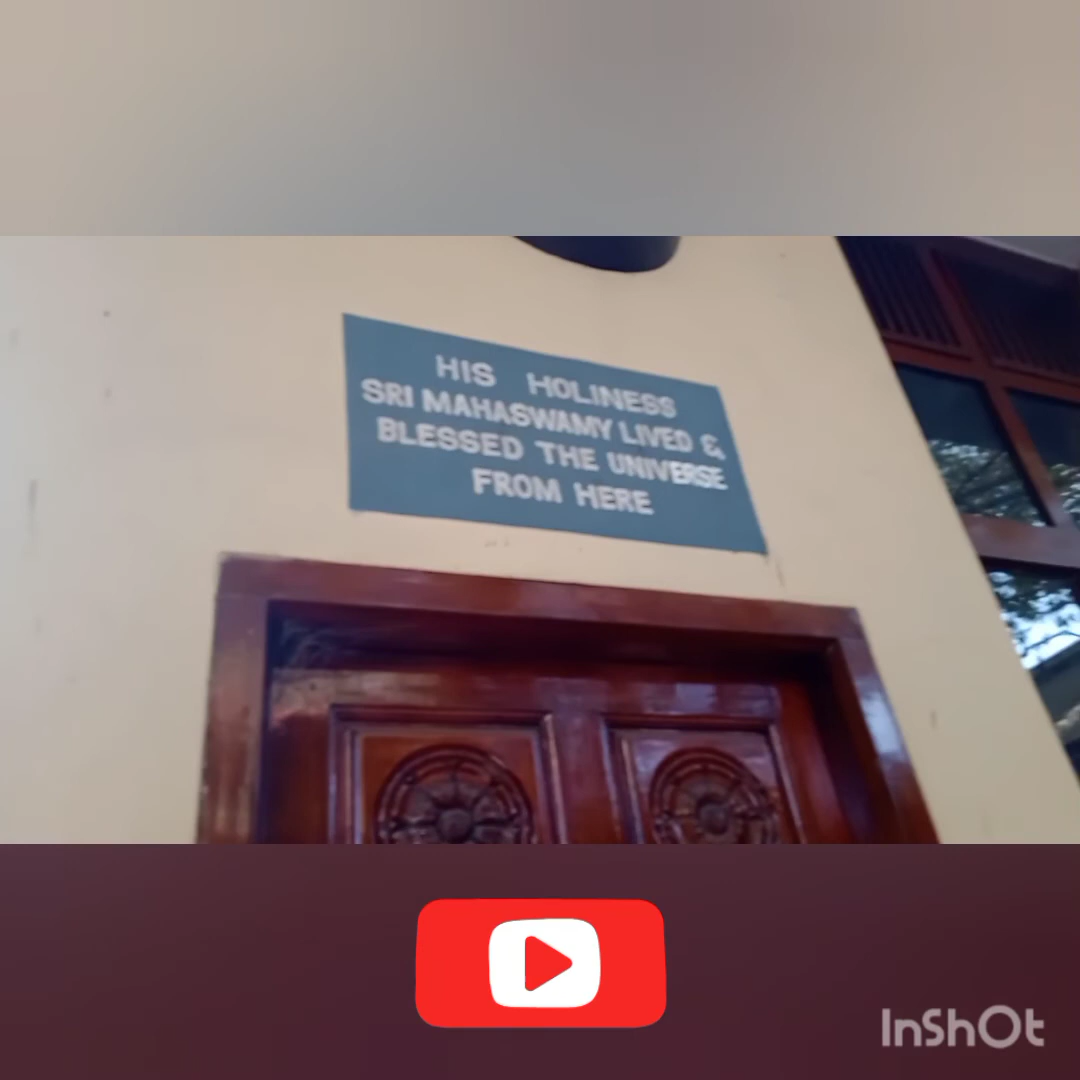 HIS HOLINESS
SRI MAHASWAMY LIVED &
BLESSED THE UNIVERSE
FROM HERE
InShOt